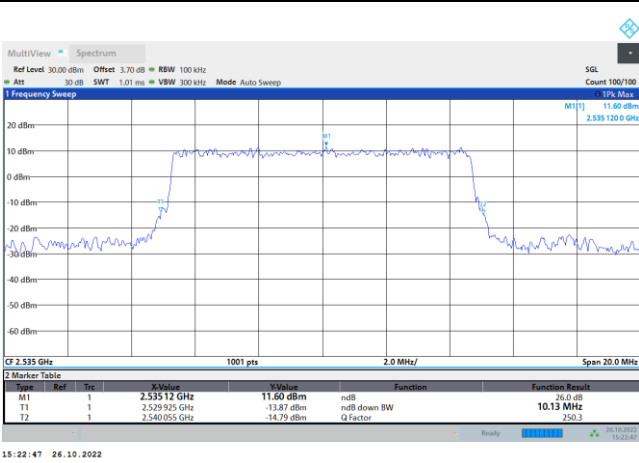 MultiView Spectrum
Ref Level 30.00 dBm Offset 3.70 dB RBW 100 kHz SGL
Att 30 dB SWT 1.01 ms VBW 300 kHz Mode Auto Sweep Count 100/100
1 Frequency Sweep 1Pk Max
M1[1] 11.60 dBm
2.535 120 0 GHz
20 dBm
M1
10 dBm
0 dBm
T1
-10 dBm
T2
-20 dBm
-30 dBm
-40 dBm
-50 dBm
-60 dBm
CF 2.535 GHz 1001 pts 2.0 MHz/ Span 20.0 MHz
2 Marker Table
Type Ref Trc X-Value Y-Value Function Function Result
M1 1 2.53512 GHz 11.60 dBm ndB 26.0 dB
T1 1 2.529925 GHz -13.87 dBm ndB down BW 10.13 MHz
T2 1 2.540055 GHz -14.79 dBm Q Factor 250.3
Ready 26.10.2022
15:22:47
15:22:47 26.10.2022